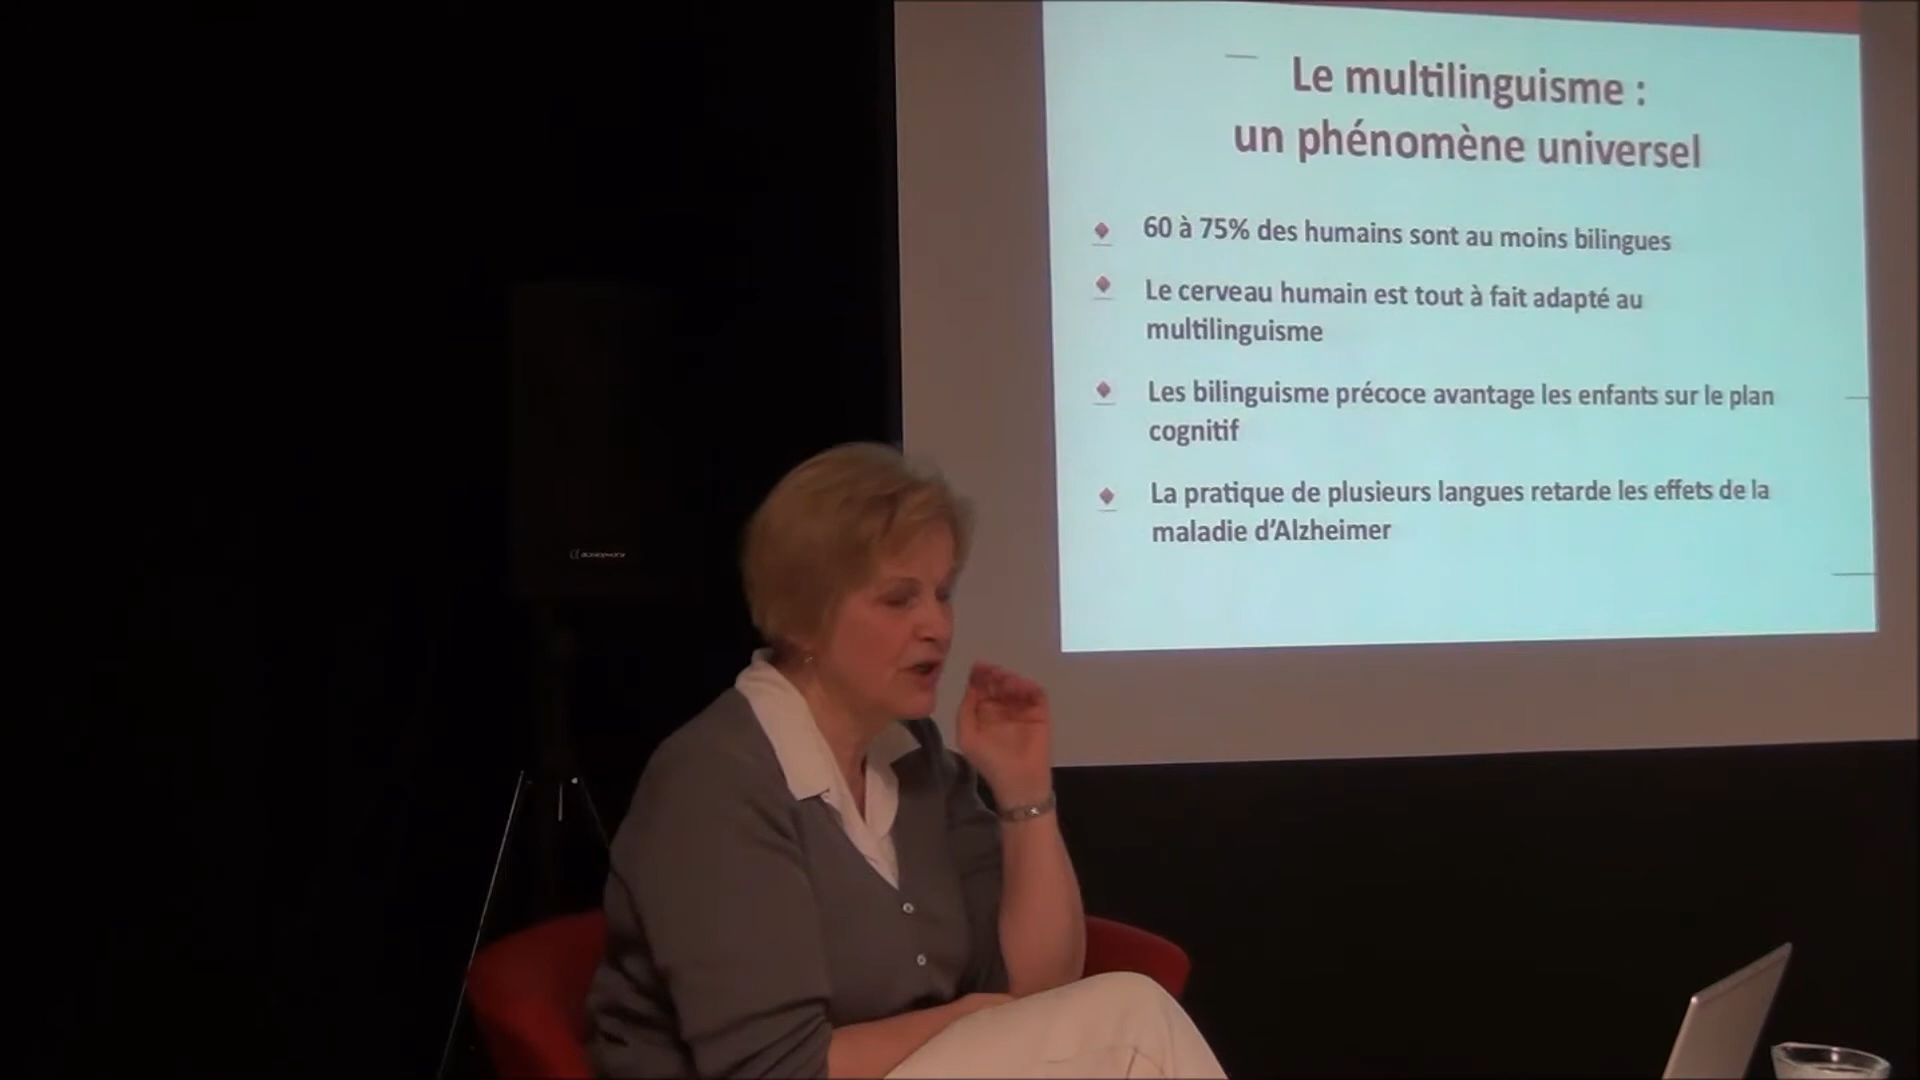 Le multilinguisme :
un phénomène universel
60 à 75% des humains sont au moins bilingues
Le cerveau humain est tout à fait adapté au
multilinguisme
Les bilinguisme précoce avantage les enfants sur le plan
cognitif
La pratique de plusieurs langues retarde les effets de la
maladie d'Alzheimer